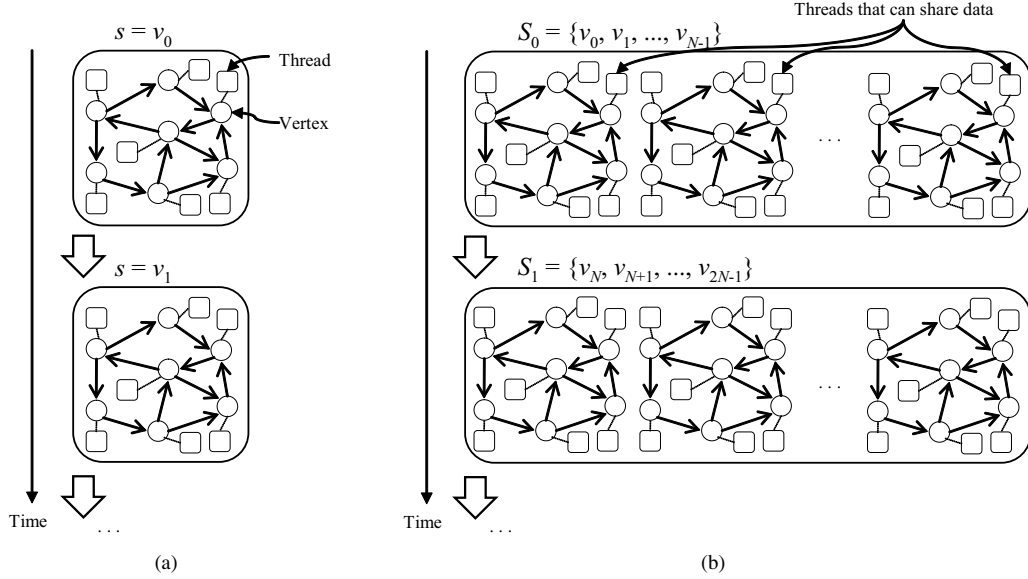 Threads that can share data
s = v0
S0 = {v0, v1, ..., vN-1}
Thread
Vertex
. . .
s = v1
S1 = {vN, vN+1, ..., v2N-1}
. . .
Time
. . .
Time
. . .
(a)
(b)